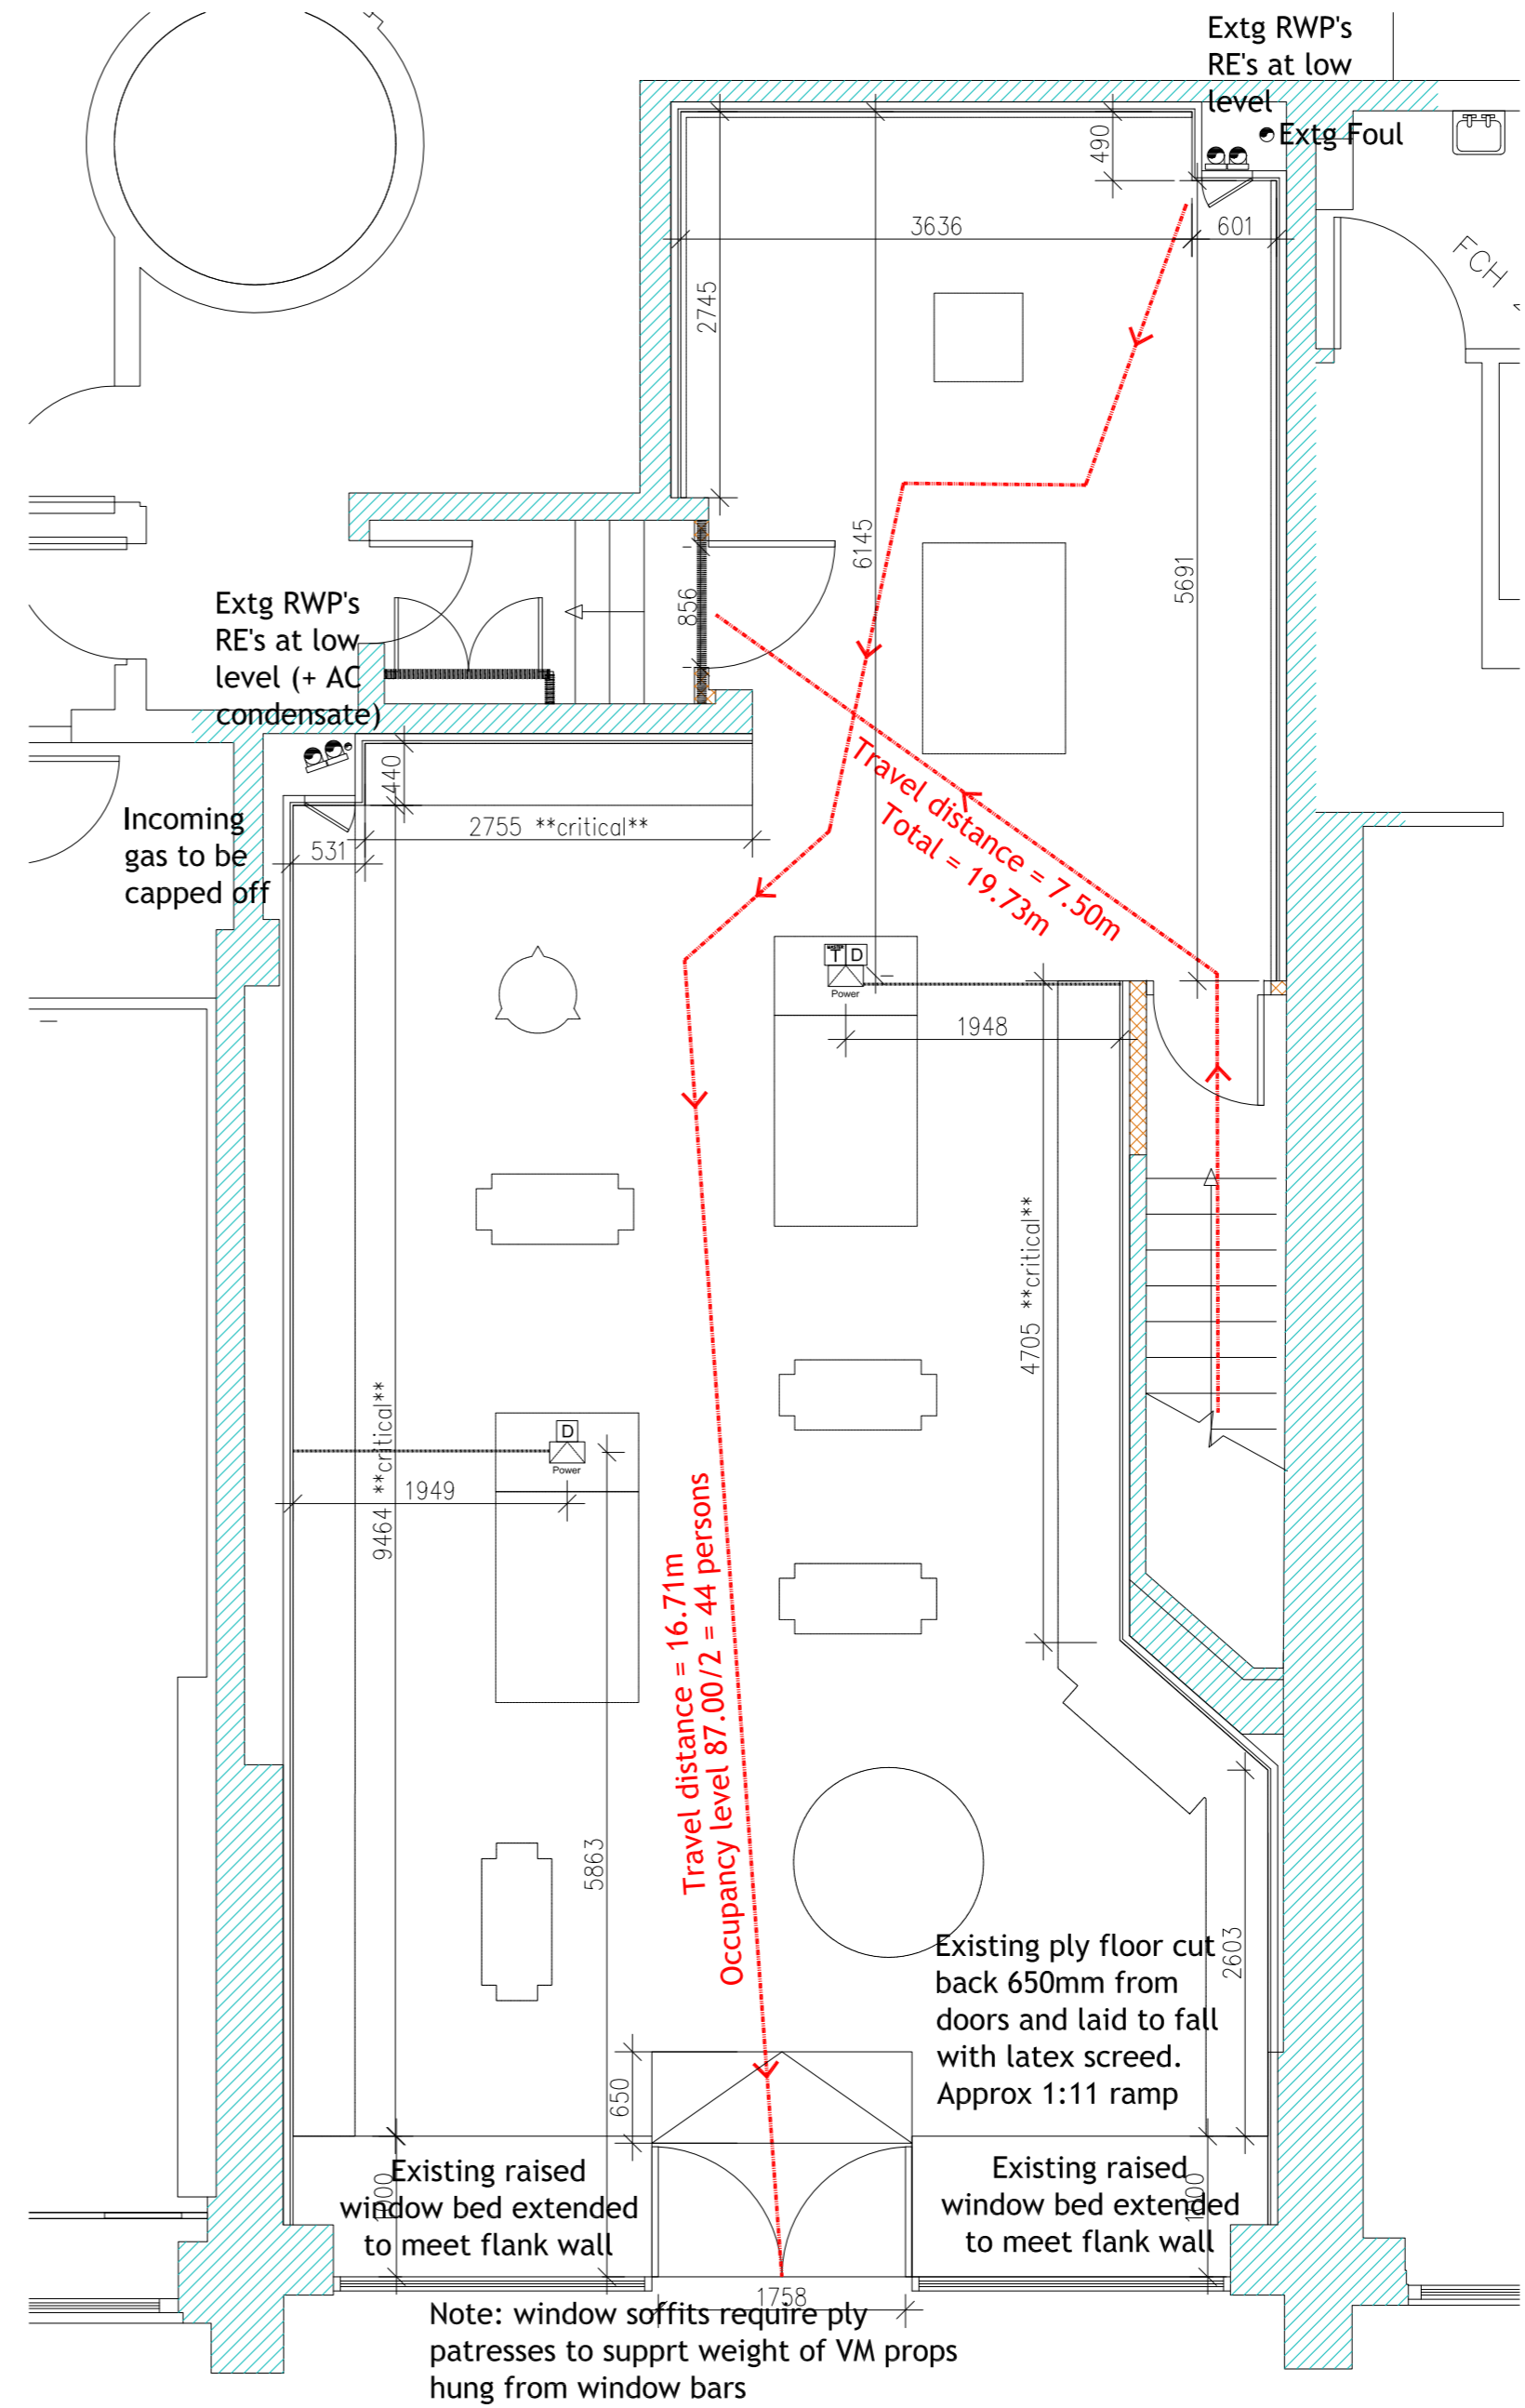 Extg RWP's
RE's at low
level
Extg Foul
490
3636
601
FCH
2745
6145
5691
856
Extg RWP's
RE's at low
level (+ AC
condensate)
440
2755 **critical**
531
Incoming
gas to be
capped off
Travel distance = 7.50m
Total = 19.73m
T D
Power
1948
4705 **critical**
9464 **critical**
D
Power
1949
Travel distance = 16.71m
Occupancy level 87.00/2 = 44 persons
5863
2603
Existing ply floor cut
back 650mm from
doors and laid to fall
with latex screed.
Approx 1:11 ramp
650
Existing raised
window bed extended
to meet flank wall
Existing raised
window bed extended
to meet flank wall
1758
Note: window soffits require ply
patresses to supprt weight of VM props
hung from window bars